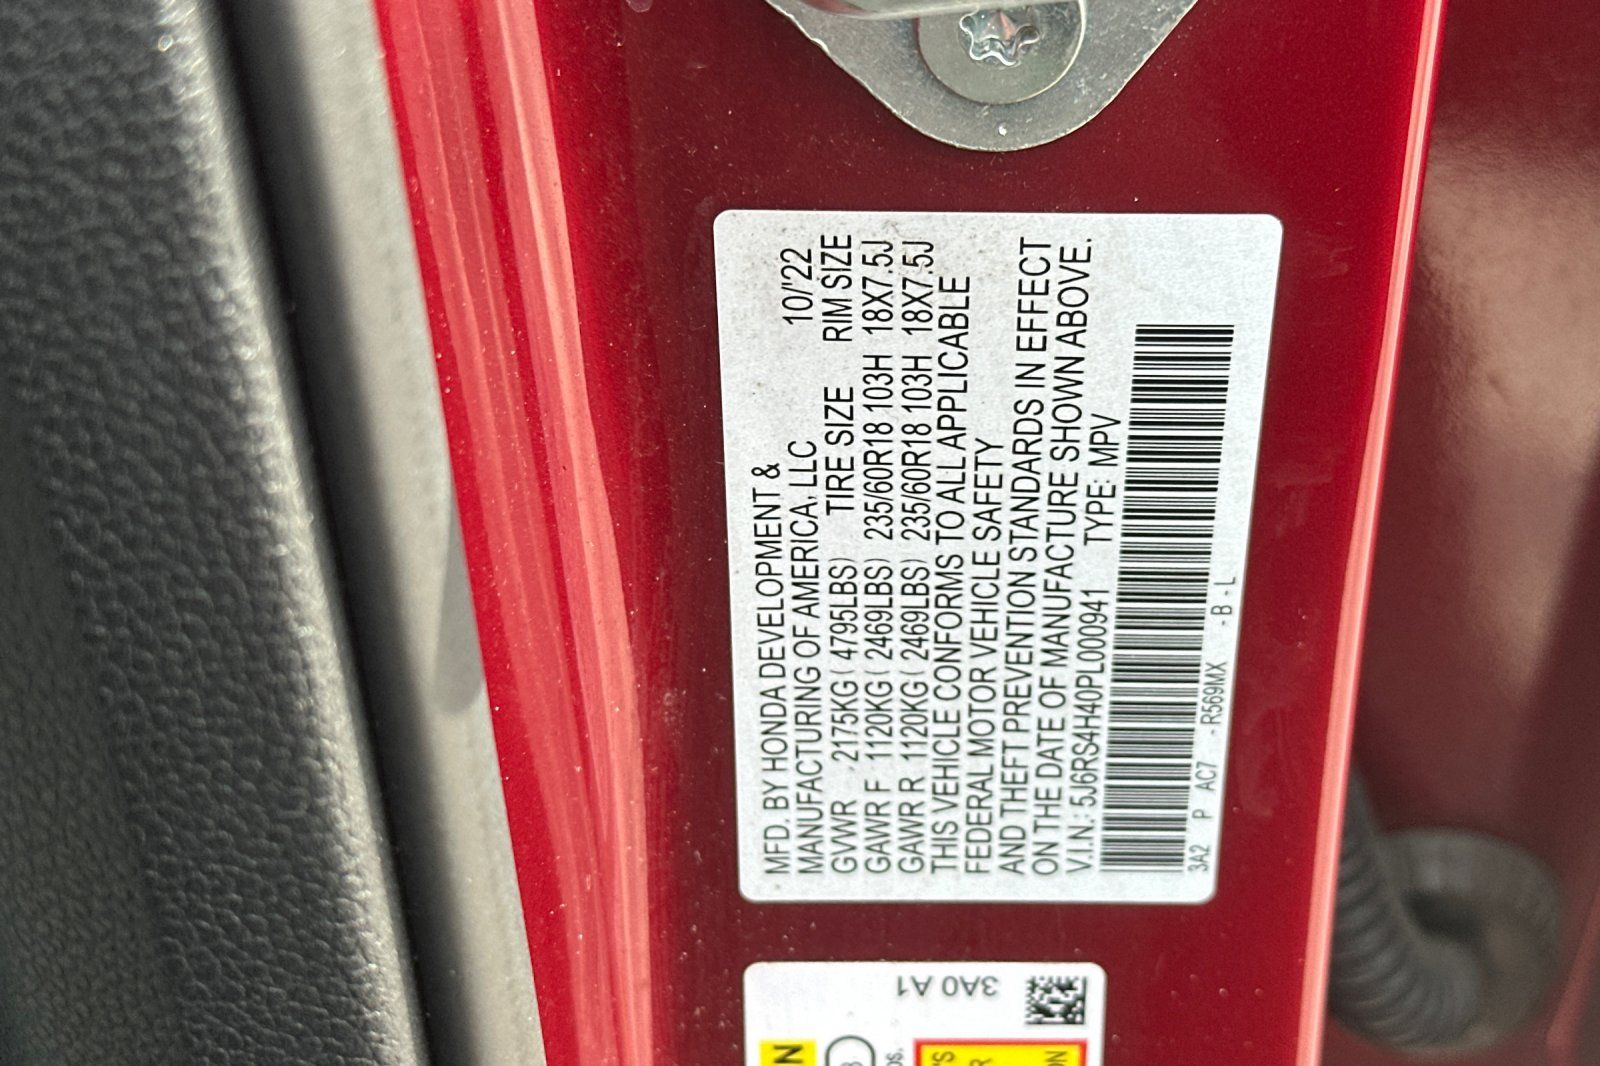 MFD. BY HONDA DEVELOPMENT &
MANUFACTURING OF AMERICA, LLC 10/'22
GVWR 2175KG ( 4795LBS) TIRE SIZE RIM SIZE
GAWR F 1120KG ( 2469LBS) 235/60R18 103H 18X7.5J
GAWR R 1120KG ( 2469LBS) 235/60R18 103H 18X7.5J
THIS VEHICLE CONFORMS TO ALL APPLICABLE
FEDERAL MOTOR VEHICLE SAFETY
AND THEFT PREVENTION STANDARDS IN EFFECT
ON THE DATE OF MANUFACTURE SHOWN ABOVE.
V.I.N.: 5J6RS4H40PL000941 TYPE: MPV
3A2 P AC7 -R569MX -B-L
3A0 A1